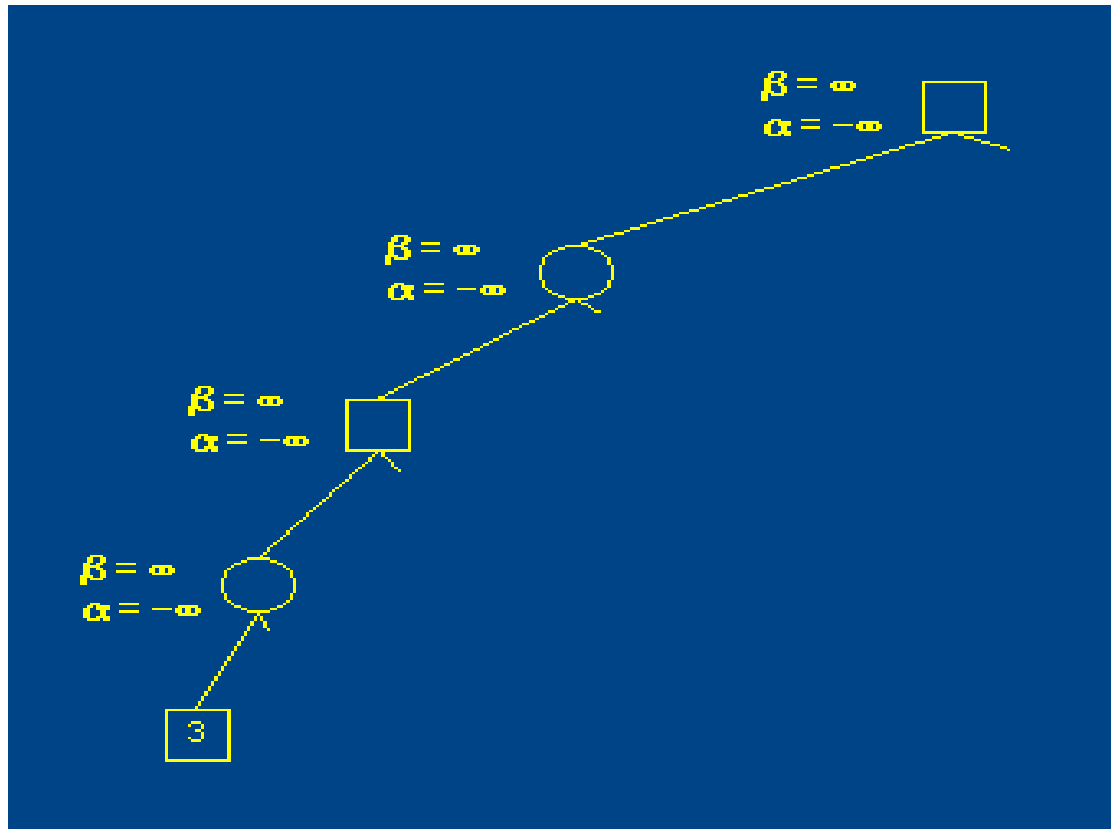 β = ∞
α = −∞
β = ∞
α = −∞
β = ∞
α = −∞
β = ∞
α = −∞
3